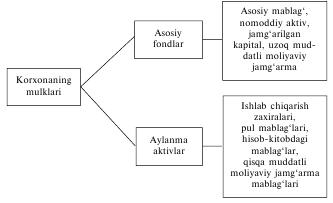 Korxonaning
mulklari
Asosiy
fondlar
Asosiy mablag‘,
nomoddiy aktiv,
jamg‘arilgan
kapital, uzoq mud-
datli moliyaviy
jamg‘arma
Aylanma
aktivlar
Ishlab chiqarish
zaxiralari,
pul mablag‘lari,
hisob-kitobdagi
mablag‘lar,
qisqa muddatli
moliyaviy jamg‘arma
mablag‘lari